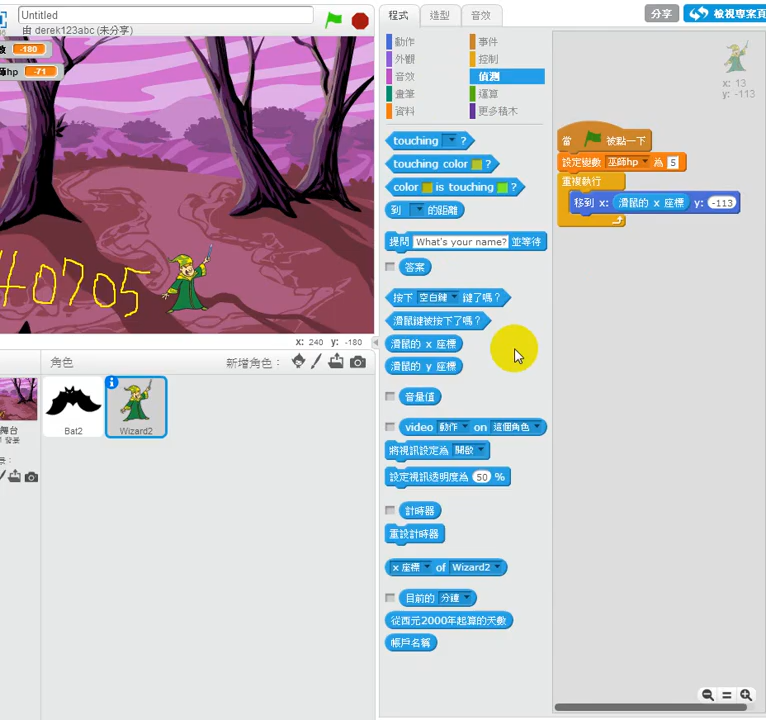 Untitled
由 derek123abc (未分享)
-180
hp -71
40705
x: 240 y: -180
角色
新增角色:
Bat2
Wizard2
程式 造型 音效
動作 事件
外觀 控制
音效 偵測
畫筆 運算
資料 更多積木
touching ?
touching color ?
color is touching ?
到 的距離
提問 What's your name? 並等待
答案
按下 空白鍵 鍵了嗎?
滑鼠鍵被按下了嗎?
滑鼠的 x 座標
滑鼠的 y 座標
音量值
video 動作 on 這個角色
將視訊設定為 開啟
設定視訊透明度為 50 %
計時器
重設計時器
x 座標 of Wizard2
目前的 分鐘
從西元2000年起算的天數
帳戶名稱
分享 檢視專案頁
x: 13
y: -113
當 被點一下
設定變數 巫師hp 為 5
重複執行
移到 x: 滑鼠的 x 座標 y: -113